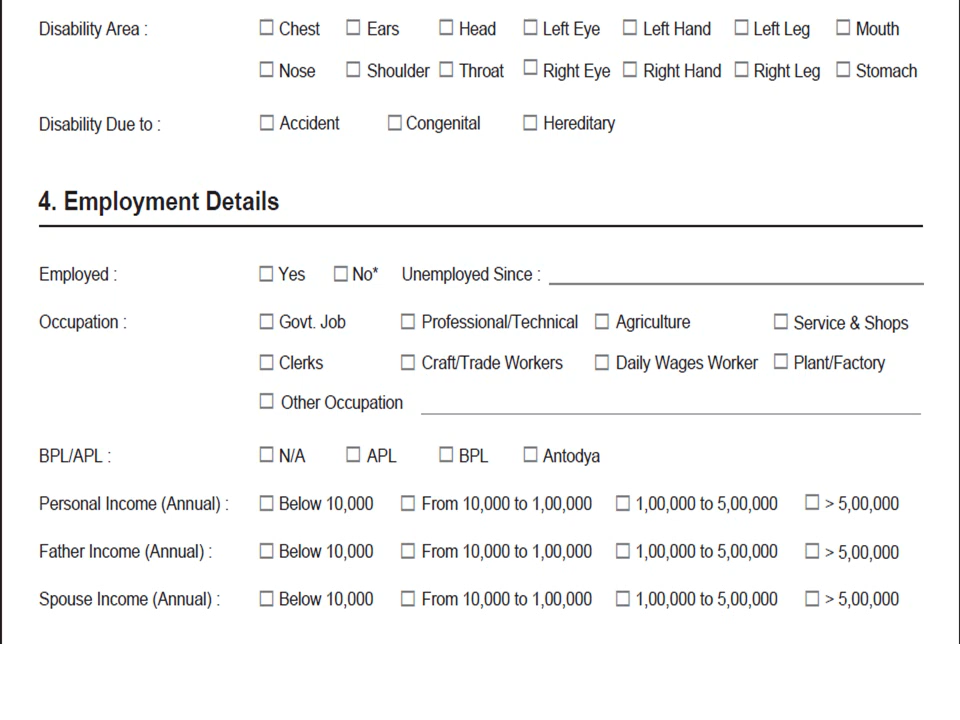 Disability Area : ☐ Chest ☐ Ears ☐ Head ☐ Left Eye ☐ Left Hand ☐ Left Leg ☐ Mouth
☐ Nose ☐ Shoulder ☐ Throat ☐ Right Eye ☐ Right Hand ☐ Right Leg ☐ Stomach
Disability Due to : ☐ Accident ☐ Congenital ☐ Hereditary
4. Employment Details
Employed : ☐ Yes ☐ No* Unemployed Since :
Occupation : ☐ Govt. Job ☐ Professional/Technical ☐ Agriculture ☐ Service & Shops
☐ Clerks ☐ Craft/Trade Workers ☐ Daily Wages Worker ☐ Plant/Factory
☐ Other Occupation
BPL/APL : ☐ N/A ☐ APL ☐ BPL ☐ Antodya
Personal Income (Annual) : ☐ Below 10,000 ☐ From 10,000 to 1,00,000 ☐ 1,00,000 to 5,00,000 ☐ > 5,00,000
Father Income (Annual) : ☐ Below 10,000 ☐ From 10,000 to 1,00,000 ☐ 1,00,000 to 5,00,000 ☐ > 5,00,000
Spouse Income (Annual) : ☐ Below 10,000 ☐ From 10,000 to 1,00,000 ☐ 1,00,000 to 5,00,000 ☐ > 5,00,000